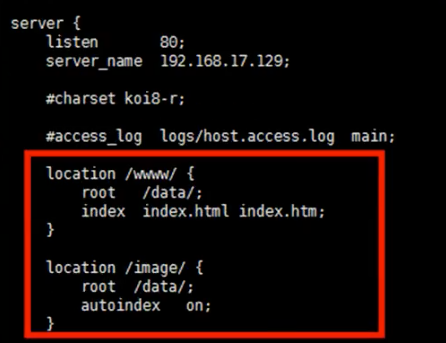 server {
    listen       80;
    server_name  192.168.17.129;
    #charset koi8-r;
    #access_log  logs/host.access.log  main;
    location /wwww/ {
        root   /data/;
        index  index.html index.htm;
    }
    location /image/ {
        root  /data/;
        autoindex   on;
    }